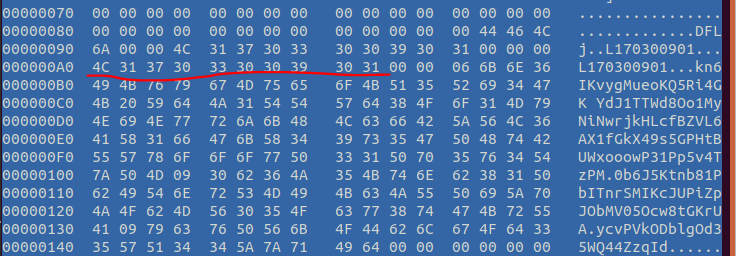 00000070 00 00 00 00 00 00 00 00 00 00 00 00 00 00 00 00 ................
00000080 00 00 00 00 00 00 00 00 00 00 00 00 00 44 46 4C .............DFL
00000090 6A 00 00 4C 31 37 30 33 30 30 39 30 31 00 00 00 j..L170300901...
000000A0 4C 31 37 30 33 30 30 39 30 31 00 00 06 6B 6E 36 L170300901...kn6
000000B0 49 4B 76 79 67 4D 75 65 6F 4B 51 35 52 69 34 47 IKvygMueoKQ5Ri4G
000000C0 4B 20 59 64 4A 31 54 54 57 64 38 4F 6F 31 4D 79 K YdJ1TTWd8Oo1My
000000D0 4E 69 4E 77 72 6A 6B 48 4C 63 66 42 5A 56 4C 36 NiNwrjkHLcfBZVL6
000000E0 41 58 31 66 47 6B 58 34 39 73 35 47 50 48 74 42 AX1fGkX49s5GPHtB
000000F0 55 57 78 6F 6F 6F 77 50 33 31 50 70 35 76 34 54 UWxooowP31Pp5v4T
00000100 7A 50 4D 09 30 62 36 4A 35 4B 74 6E 62 38 31 50 zPM.0b6J5Ktnb81P
00000110 62 49 54 6E 72 53 4D 49 4B 63 4A 55 50 69 5A 70 bITnrSMIKcJUPiZp
00000120 4A 4F 62 4D 56 30 35 4F 63 77 38 74 47 4B 72 55 JObMV05Ocw8tGKrU
00000130 41 09 79 63 76 50 56 6B 4F 44 62 6C 67 4F 64 33 A.ycvPVkODblgOd3
00000140 35 57 51 34 34 5A 7A 71 49 64 00 00 00 00 00 00 5WQ44ZzqId......